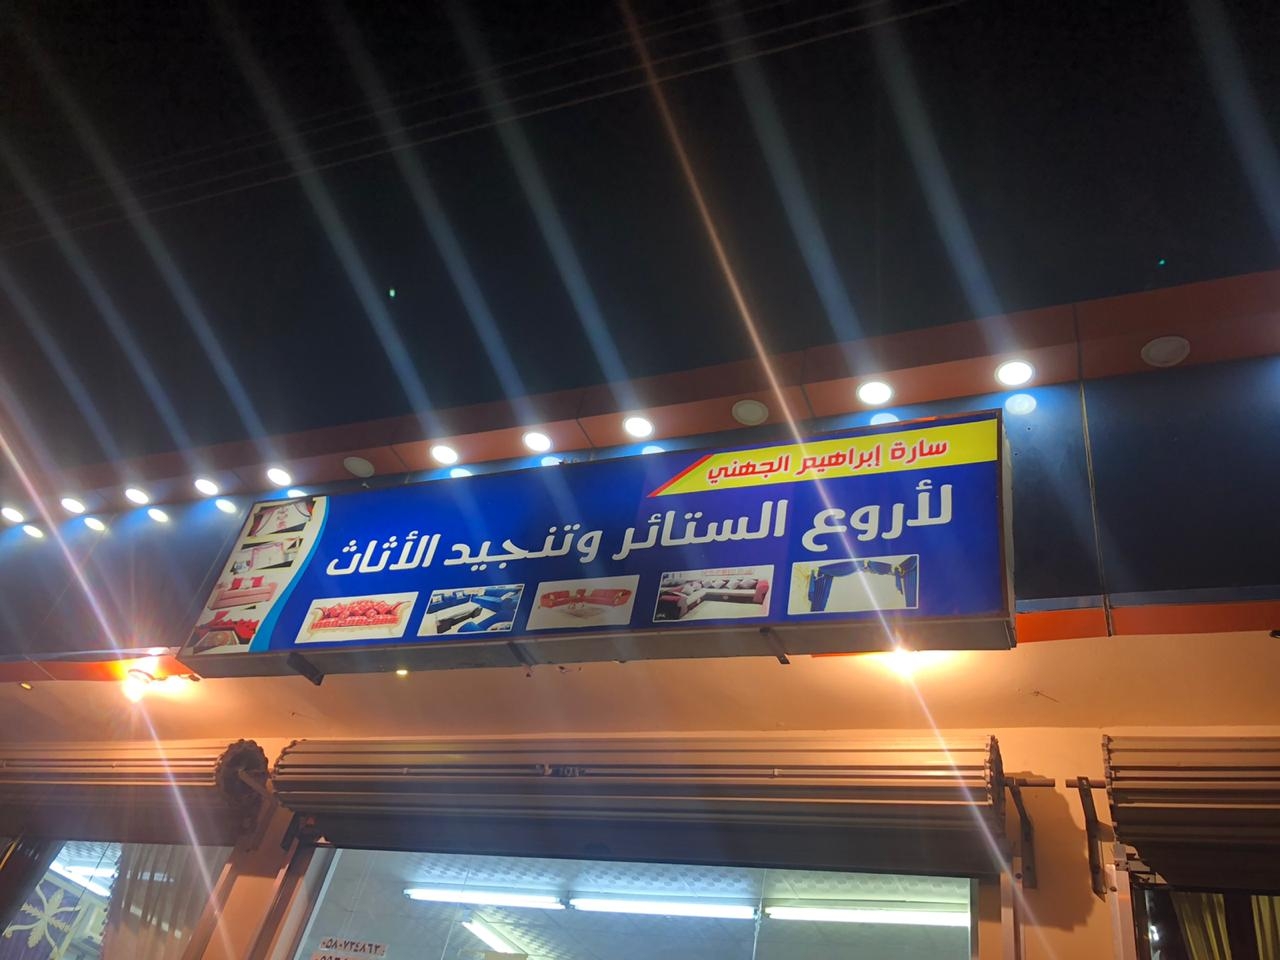 سارة إبراهيم الجهني
لأروع الستائر وتنجيد الأثاث